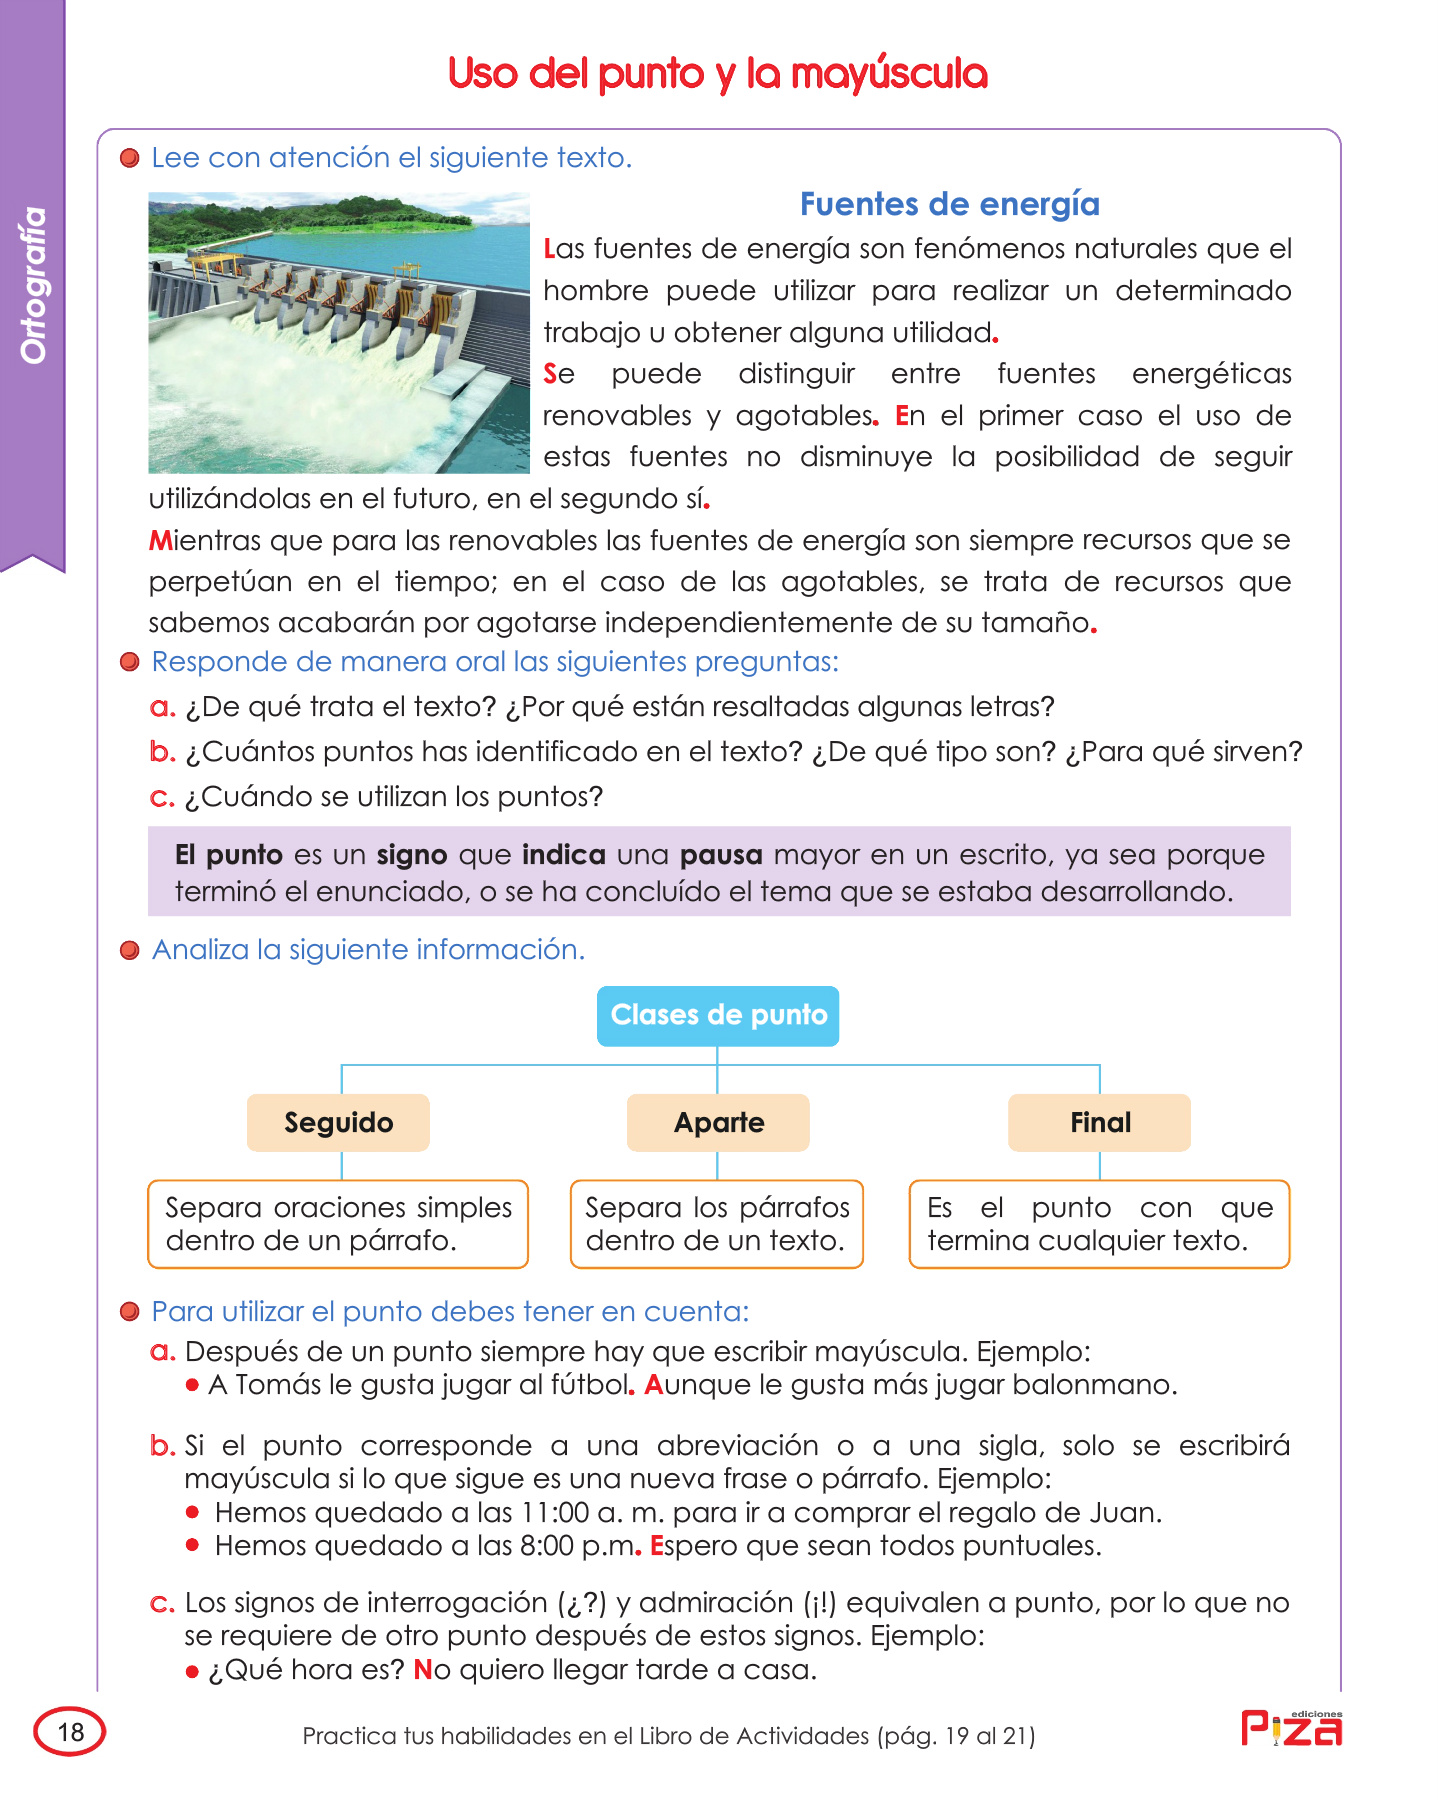 Uso del punto y la mayúscula
Ortografía
Lee con atención el siguiente texto.
Fuentes de energía
Las fuentes de energía son fenómenos naturales que el
hombre puede utilizar para realizar un determinado
trabajo u obtener alguna utilidad.
Se puede distinguir entre fuentes energéticas
renovables y agotables. En el primer caso el uso de
estas fuentes no disminuye la posibilidad de seguir
utilizándolas en el futuro, en el segundo sí.
Mientras que para las renovables las fuentes de energía son siempre recursos que se
perpetúan en el tiempo; en el caso de las agotables, se trata de recursos que
sabemos acabarán por agotarse independientemente de su tamaño.
Responde de manera oral las siguientes preguntas:
a. ¿De qué trata el texto? ¿Por qué están resaltadas algunas letras?
b. ¿Cuántos puntos has identificado en el texto? ¿De qué tipo son? ¿Para qué sirven?
c. ¿Cuándo se utilizan los puntos?
El punto es un signo que indica una pausa mayor en un escrito, ya sea porque
terminó el enunciado, o se ha concluído el tema que se estaba desarrollando.
Analiza la siguiente información.
Clases de punto
Seguido
Aparte
Final
Separa oraciones simples
dentro de un párrafo.
Separa los párrafos
dentro de un texto.
Es el punto con que
termina cualquier texto.
Para utilizar el punto debes tener en cuenta:
a. Después de un punto siempre hay que escribir mayúscula. Ejemplo:
• A Tomás le gusta jugar al fútbol. Aunque le gusta más jugar balonmano.
b. Si el punto corresponde a una abreviación o a una sigla, solo se escribirá
mayúscula si lo que sigue es una nueva frase o párrafo. Ejemplo:
• Hemos quedado a las 11:00 a. m. para ir a comprar el regalo de Juan.
• Hemos quedado a las 8:00 p.m. Espero que sean todos puntuales.
c. Los signos de interrogación (¿?) y admiración (¡!) equivalen a punto, por lo que no
se requiere de otro punto después de estos signos. Ejemplo:
• ¿Qué hora es? No quiero llegar tarde a casa.
18
Practica tus habilidades en el Libro de Actividades (pág. 19 al 21)
ediciones
Piza